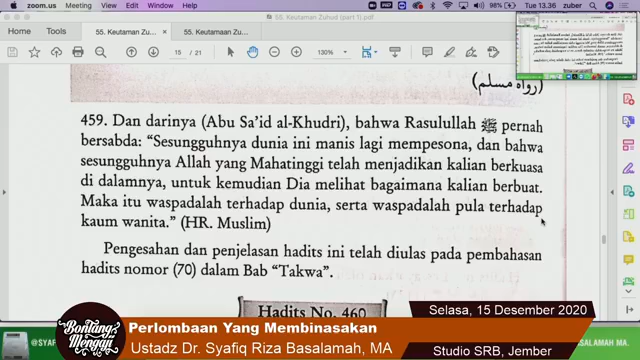 zoom.us Meeting View Edit Window Help
98% Tue 13.36 zuber
55. Keutaman Zuhad (part 1).pdf
Home Tools 55. Keutaman Zu... 55. Keutamaan Zu...
15 / 21 130%
(رواه مسلم)
459. Dan darinya (Abu Sa'id al-Khudri), bahwa Rasulullah ﷺ pernah
bersabda: "Sesungguhnya dunia ini manis lagi mempesona, dan bahwa
sesungguhnya Allah yang Mahatinggi telah menjadikan kalian berkuasa
di dalamnya, untuk kemudian Dia melihat bagaimana kalian berbuat.
Maka itu waspadalah terhadap dunia, serta waspadalah pula terhadap
kaum wanita." (HR. Muslim)
Pengesahan dan penjelasan hadits ini telah diulas pada pembahasan
hadits nomor (70) dalam Bab "Takwa".
Hadits No. 460
Selasa, 15 Desember 2020
Bontang Mengaji
Perlombaan Yang Membinasakan
Ustadz Dr. Syafiq Riza Basalamah, MA
Studio SRB, Jember